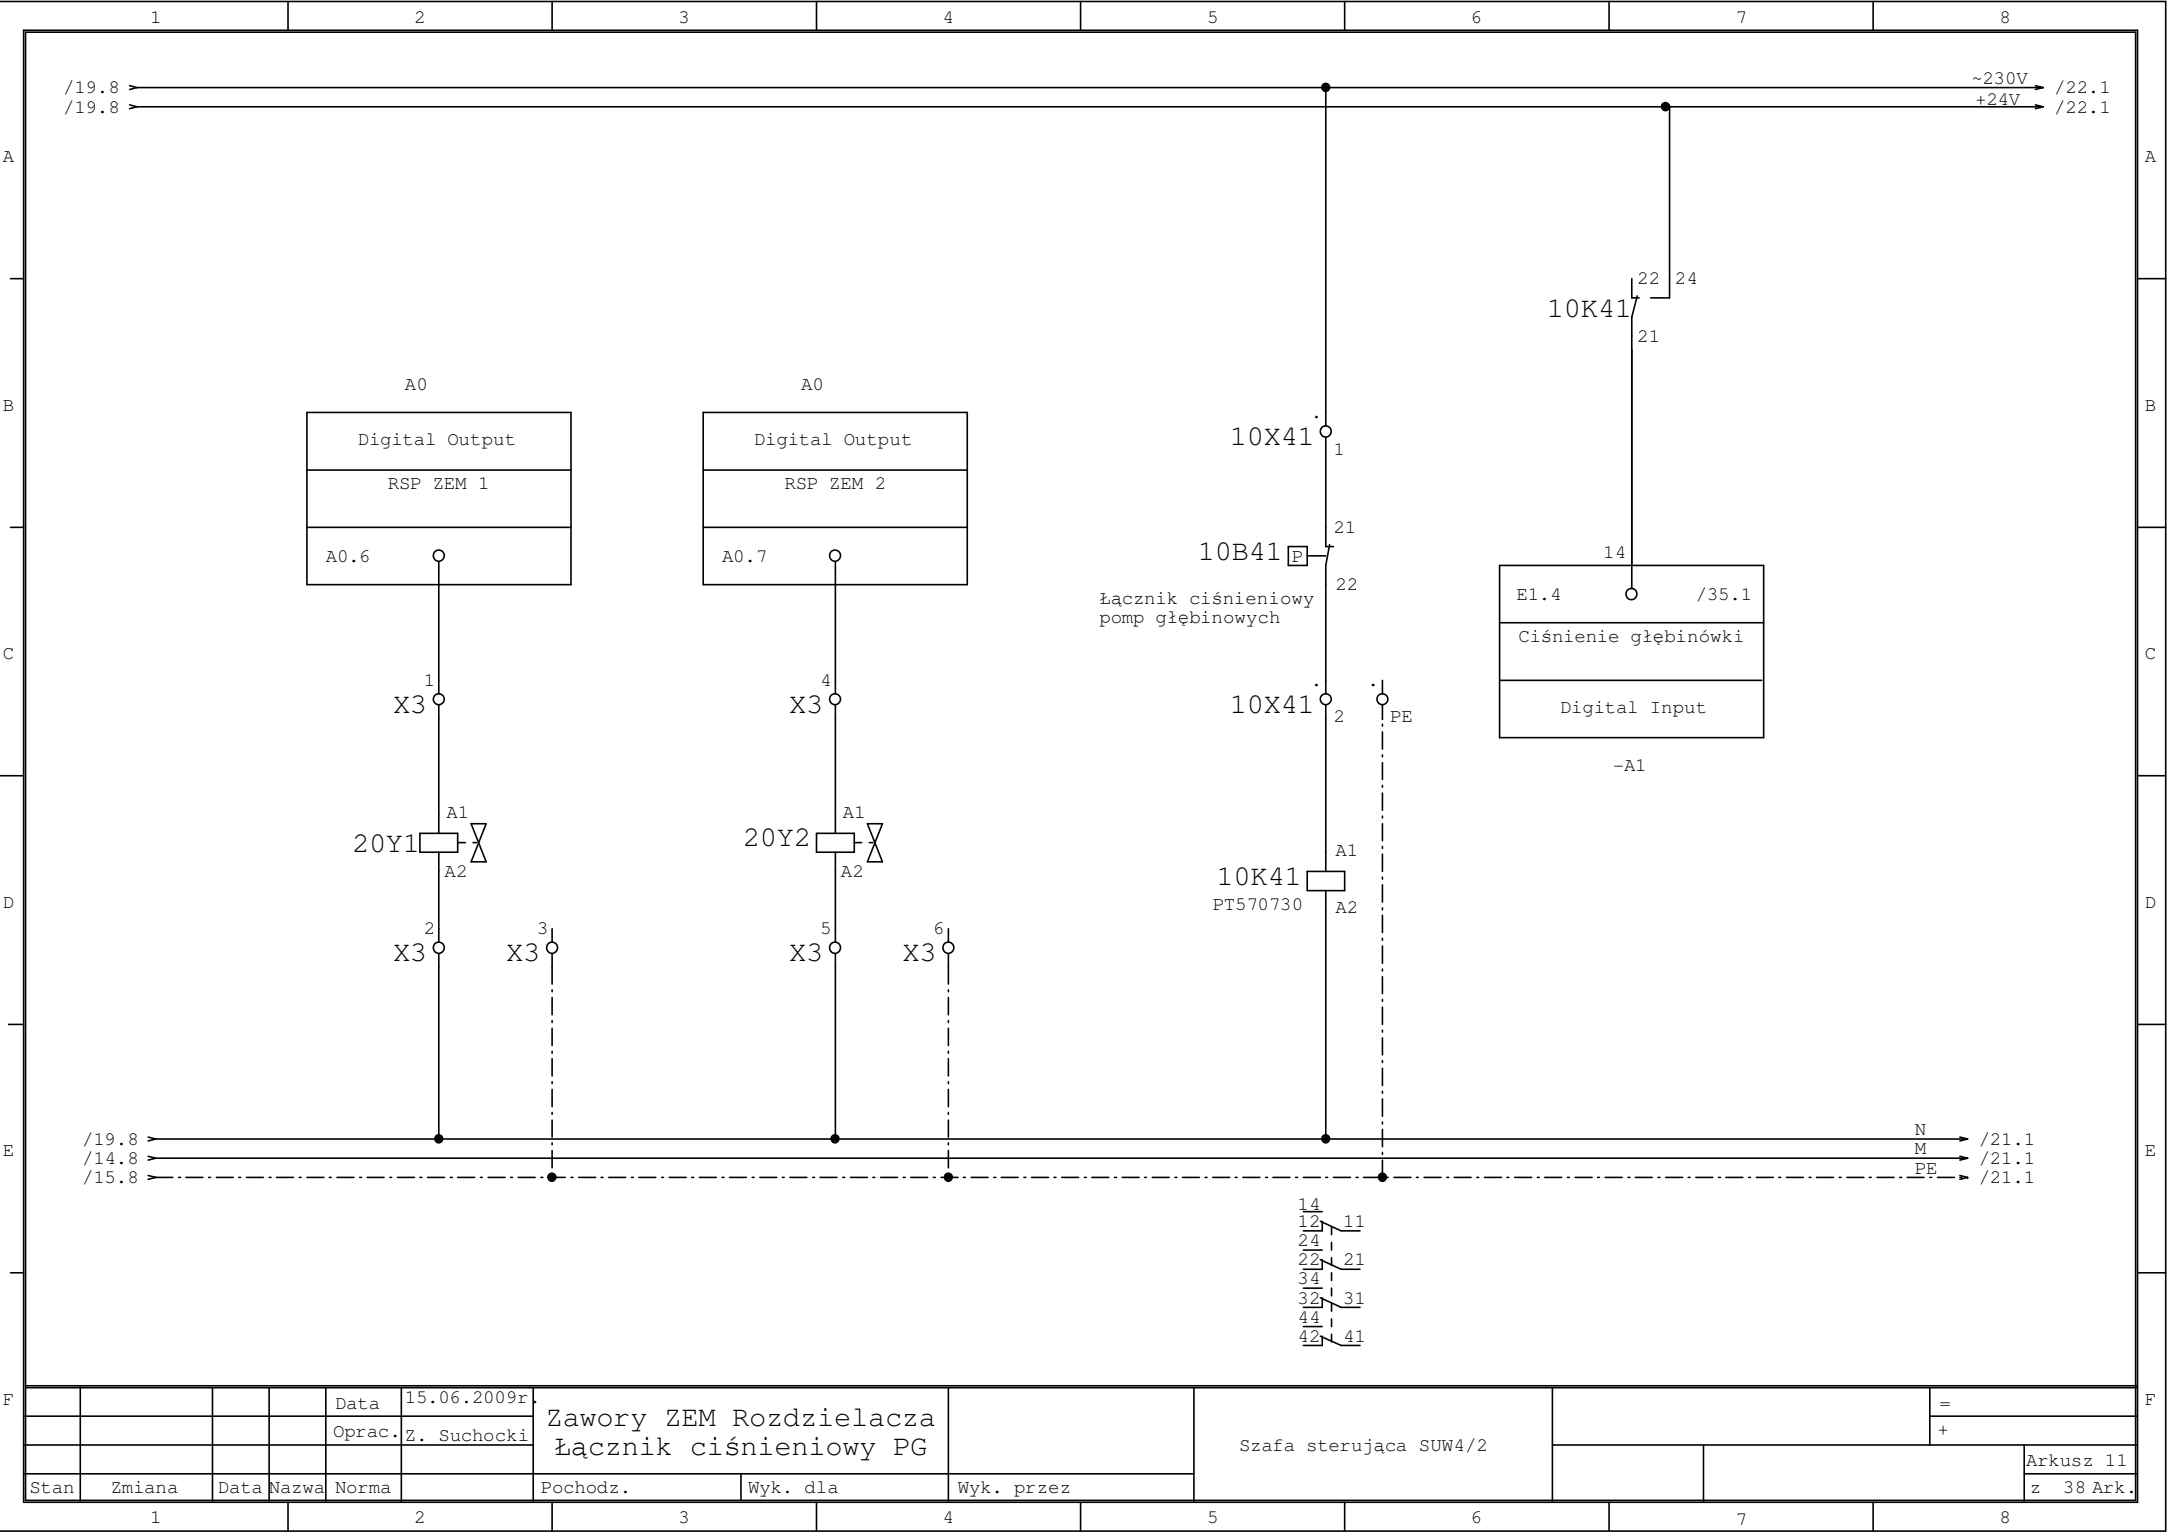 1 2 3 4 5 6 7 8
/19.8 ~230V /22.1
/19.8 +24V /22.1
A A
22 24
10K41
21
A0 A0
B B
Digital Output Digital Output
10X41
1
RSP ZEM 1 RSP ZEM 2
21
10B41 P
22
14
A0.6 A0.7
Łącznik ciśnieniowy
pomp głębinowych
E1.4 /35.1
Ciśnienie głębinówki
C C
1 4
X3 X3 10X41
2 PE
Digital Input
-A1
A1 A1
20Y1 20Y2
A2 A2
A1
10K41
PT570730 A2
D D
2 3 5 6
X3 X3 X3 X3
/19.8 N /21.1
E /14.8 M /21.1 E
/15.8 PE /21.1
14
12 11
24
22 21
34
32 31
44
42 41
F F
Data 15.06.2009r.
Oprac. Z. Suchocki
Zawory ZEM Rozdzielacza
Łącznik ciśnieniowy PG
Szafa sterująca SUW4/2
=
+
Arkusz 11
Stan Zmiana Data Nazwa Norma Pochodz. Wyk. dla Wyk. przez z 38 Ark.
1 2 3 4 5 6 7 8